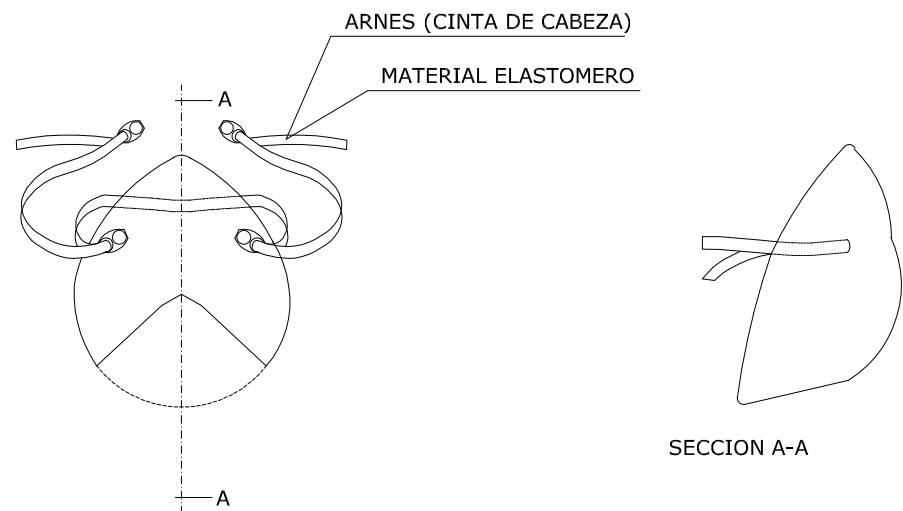 ARNES (CINTA DE CABEZA)
MATERIAL ELASTOMERO
A
SECCION A-A
A